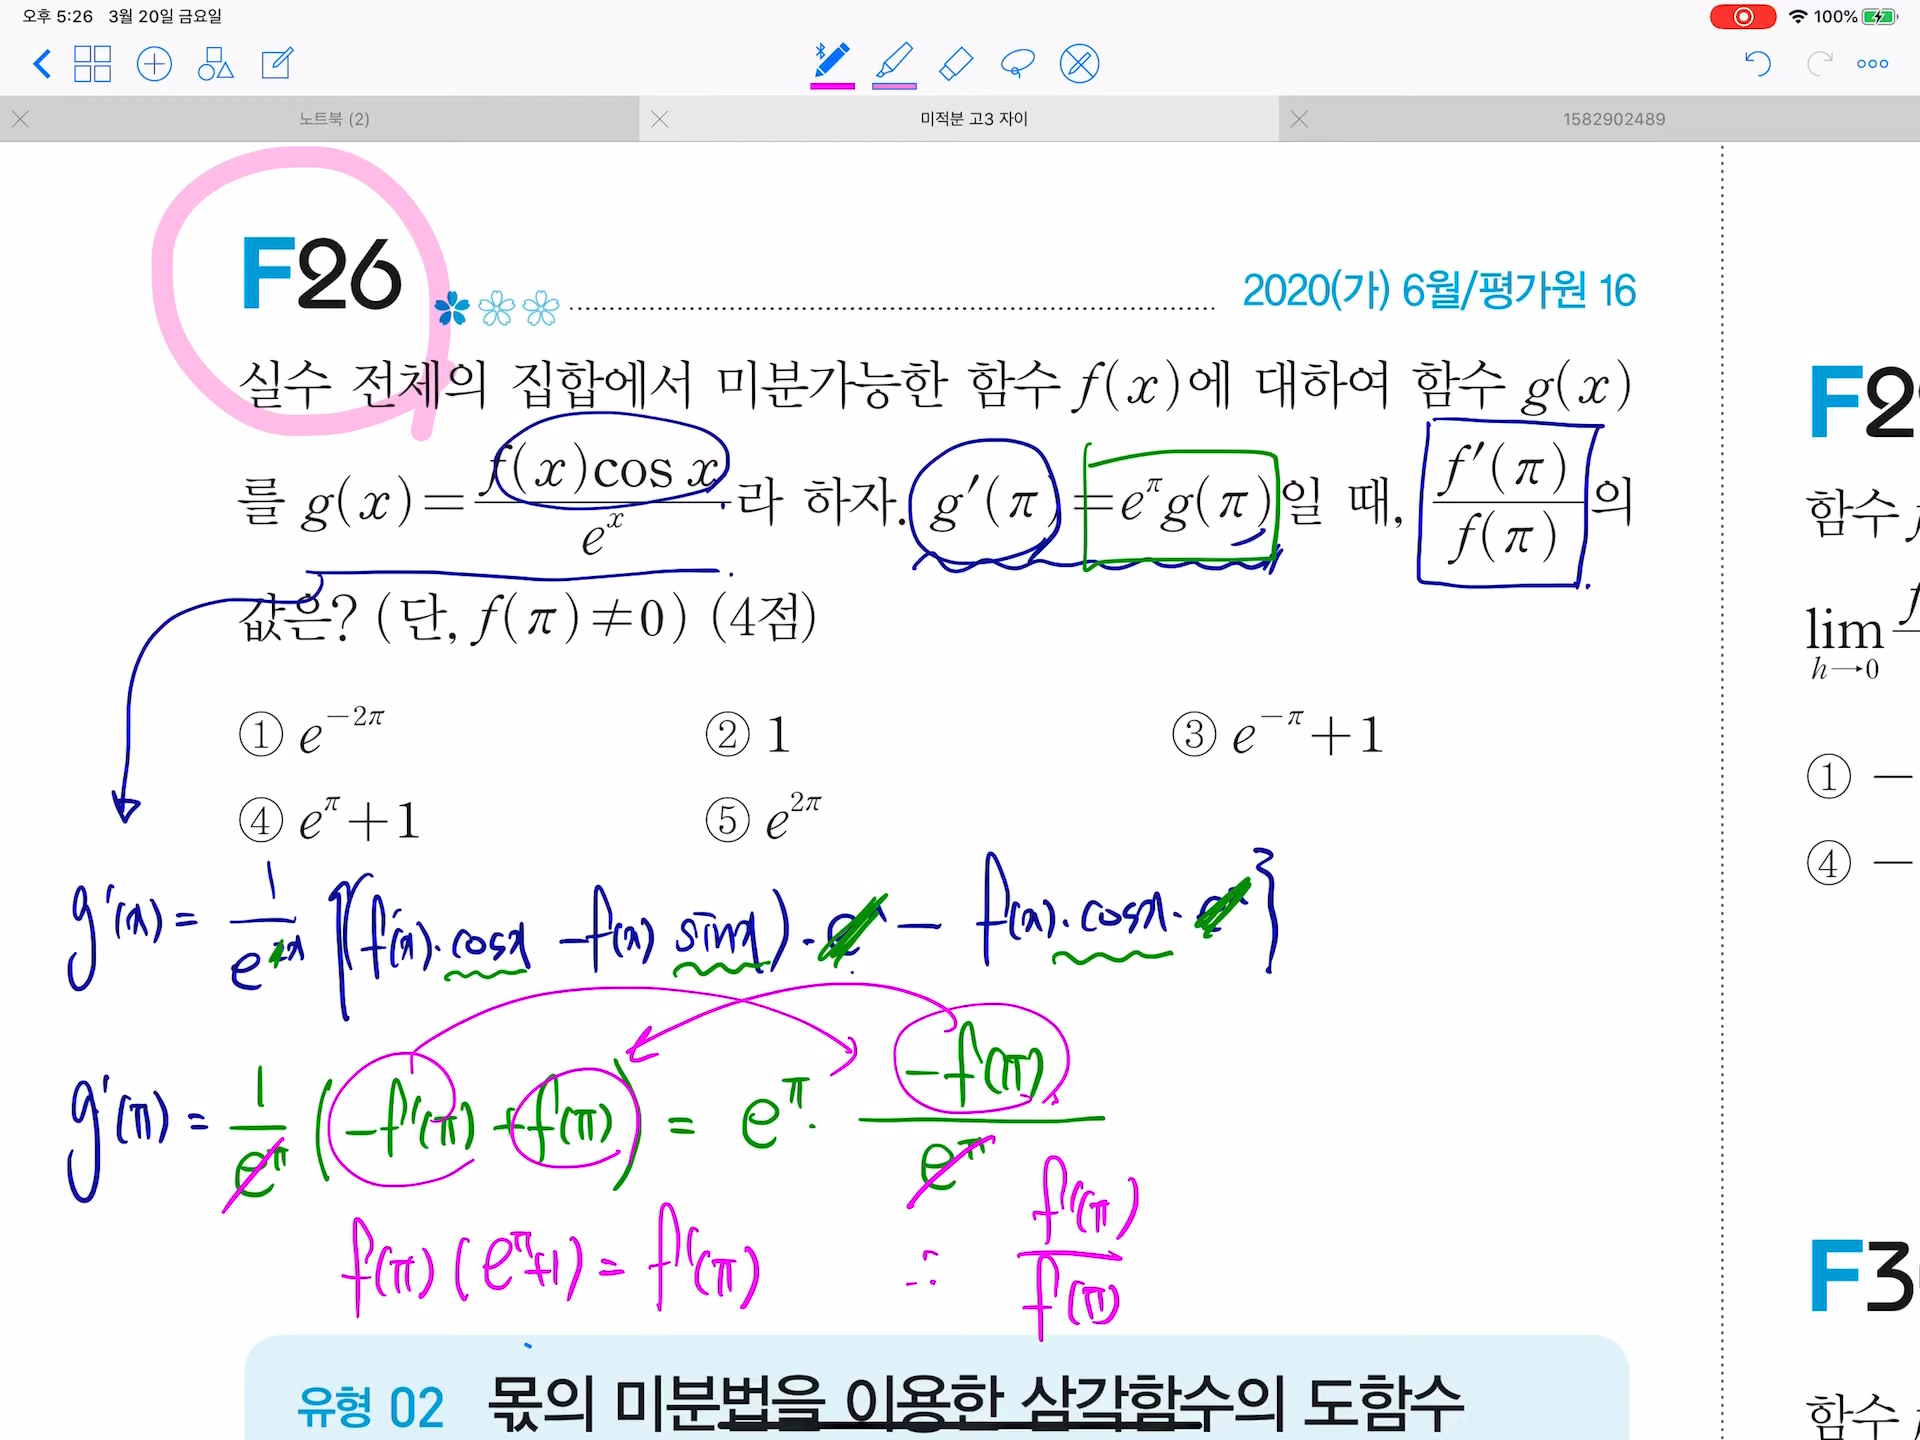 오후 5:26 3월 20일 금요일 100%
노트북 (2) 미적분 고3 자이 1582902489
F26 2020(가) 6월/평가원 16
실수 전체의 집합에서 미분가능한 함수 f(x)에 대하여 함수 g(x)
를 g(x)=f(x)cos x/e^x라 하자. g′(π)=e^π g(π)일 때, f′(π)/f(π)의
값은? (단, f(π)≠0) (4점)
① e^{-2π} ② 1 ③ e^{-π}+1
④ e^π+1 ⑤ e^{2π}
g′(x) = 1/e^x {(f′(x)·cosx -f(x) sinx)· - f(x)·cosx· }
g′(π) = 1/e^π (-f′(π) +f(π)) = e^π· -f(π)/e^π
f(π)(e^π+1) = f′(π) ∴ f′(π)/f(π)
유형 02 몫의 미분법을 이용한 삼각함수의 도함수
F2
함수
lim h→0
① -
④ -
F3
함수